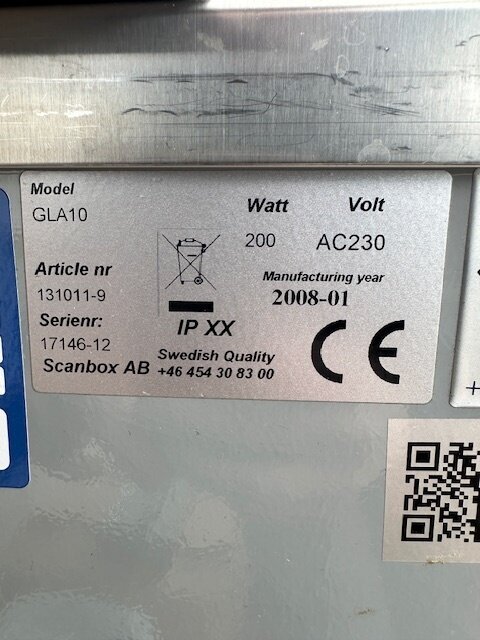 Model
GLA10
Watt
Volt
200
AC230
Article nr
131011-9
Manufacturing year
2008-01
Serienr:
17146-12
IP XX
CE
Scanbox AB
Swedish Quality
+46 454 30 83 00
+